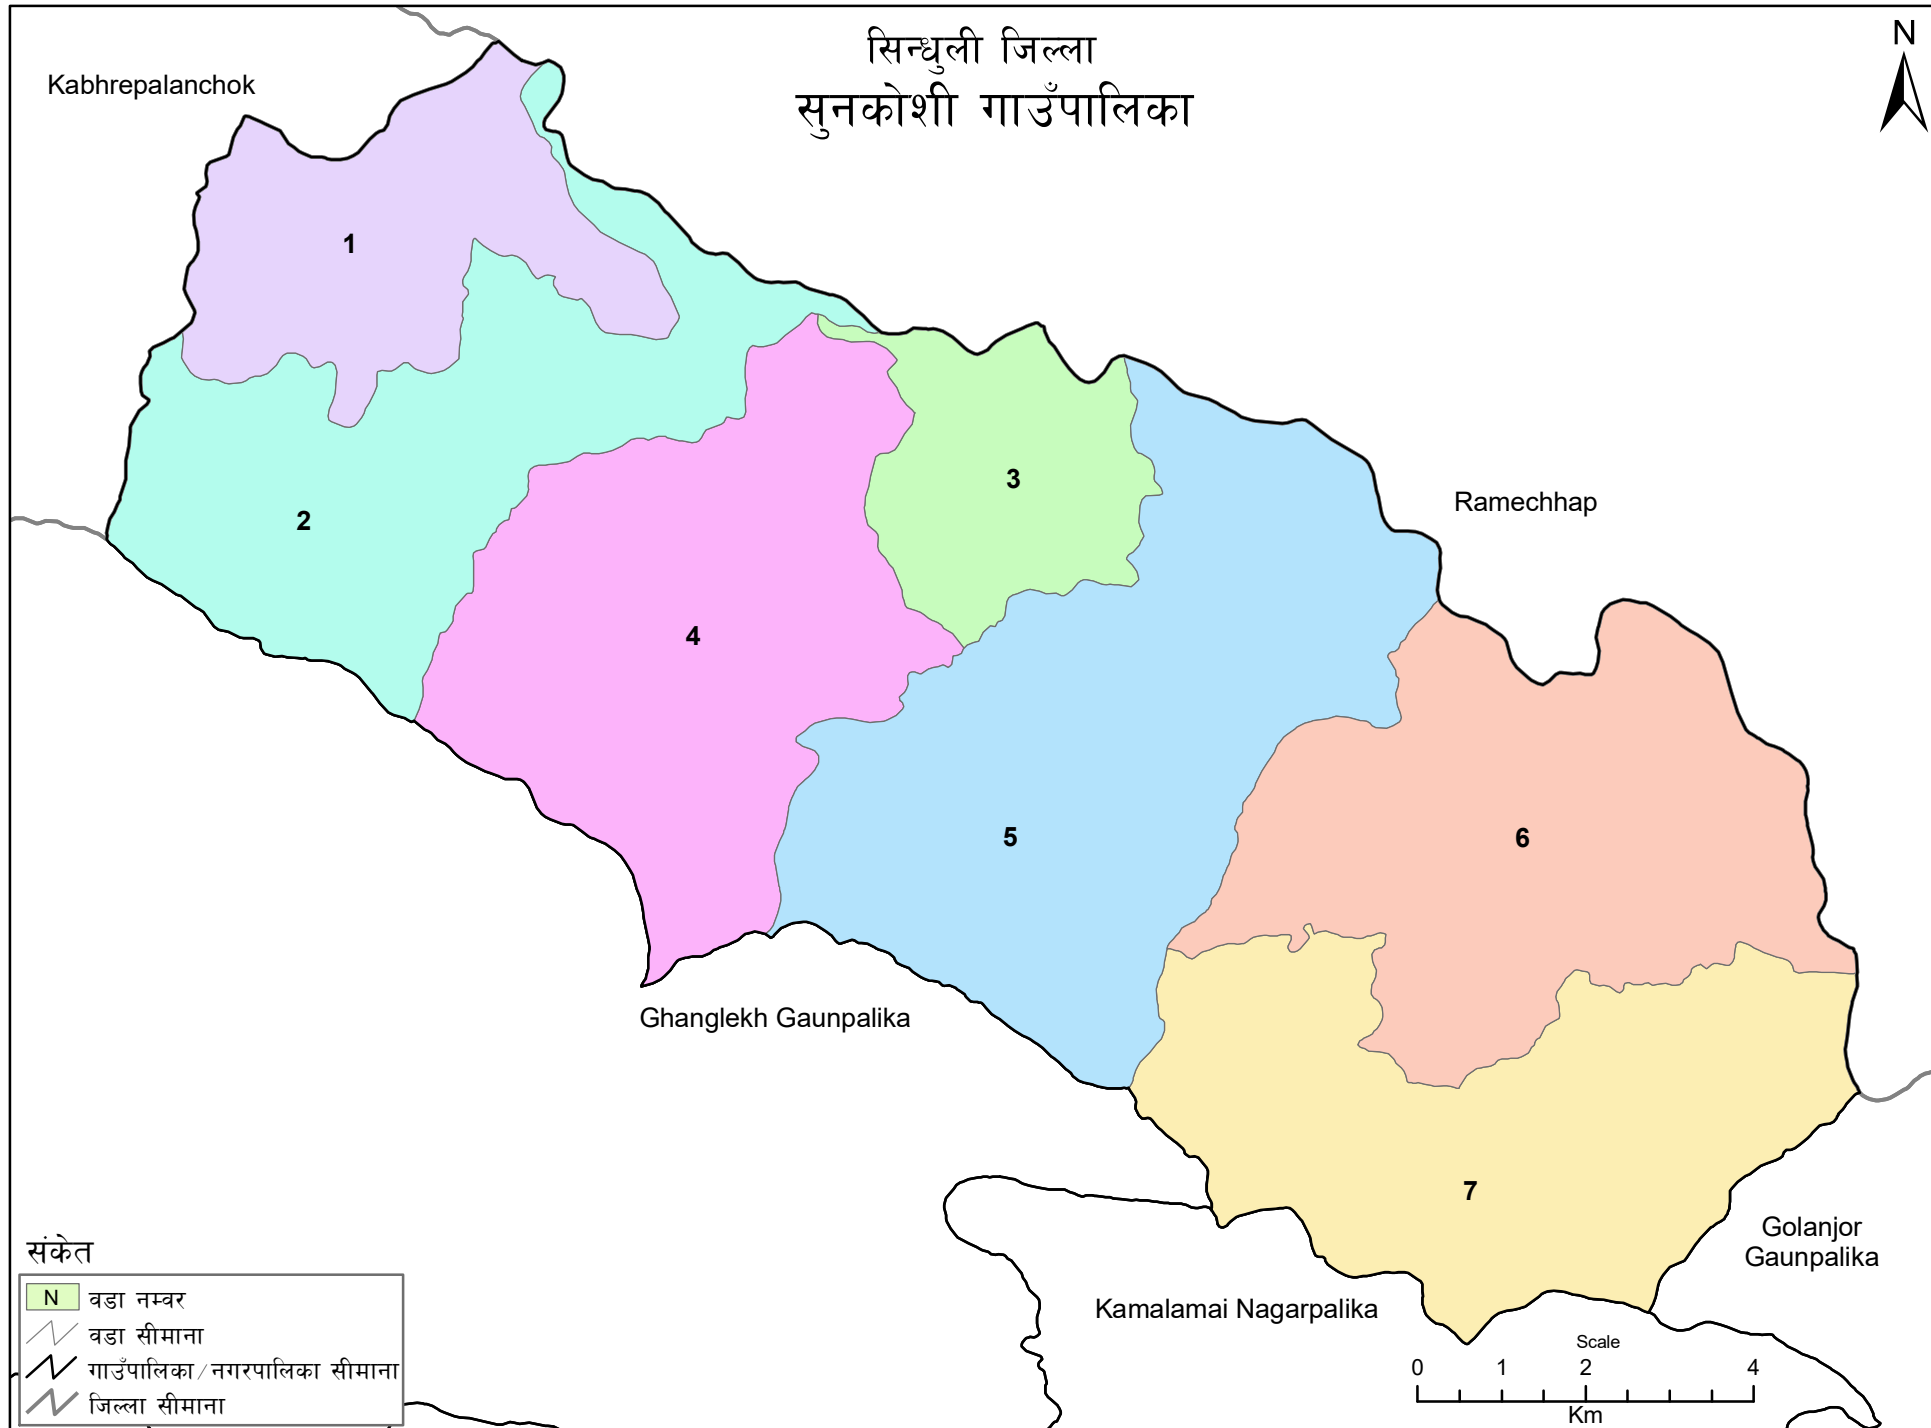 सिन्धुली जिल्ला
सुनकोशी गाउँपालिका
N
Kabhrepalanchok
1
2
3
4
5
6
7
Ramechhap
Ghanglekh Gaunpalika
Golanjor
Gaunpalika
Kamalamai Nagarpalika
संकेत
N वडा नम्वर
वडा सीमाना
गाउँपालिका/नगरपालिका सीमाना
जिल्ला सीमाना
Scale
0 1 2 4
Km